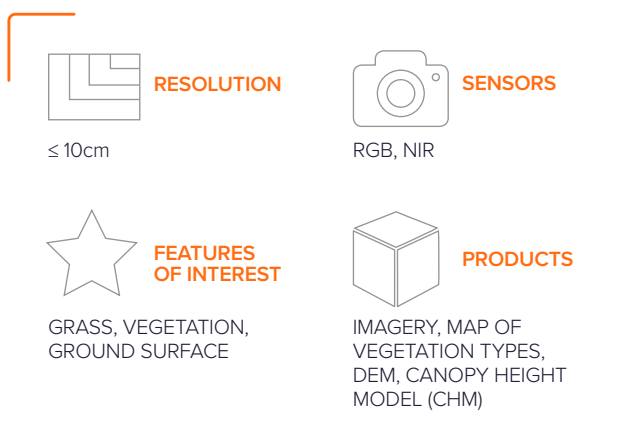 RESOLUTION
≤ 10cm
SENSORS
RGB, NIR
FEATURES
OF INTEREST
GRASS, VEGETATION,
GROUND SURFACE
PRODUCTS
IMAGERY, MAP OF
VEGETATION TYPES,
DEM, CANOPY HEIGHT
MODEL (CHM)